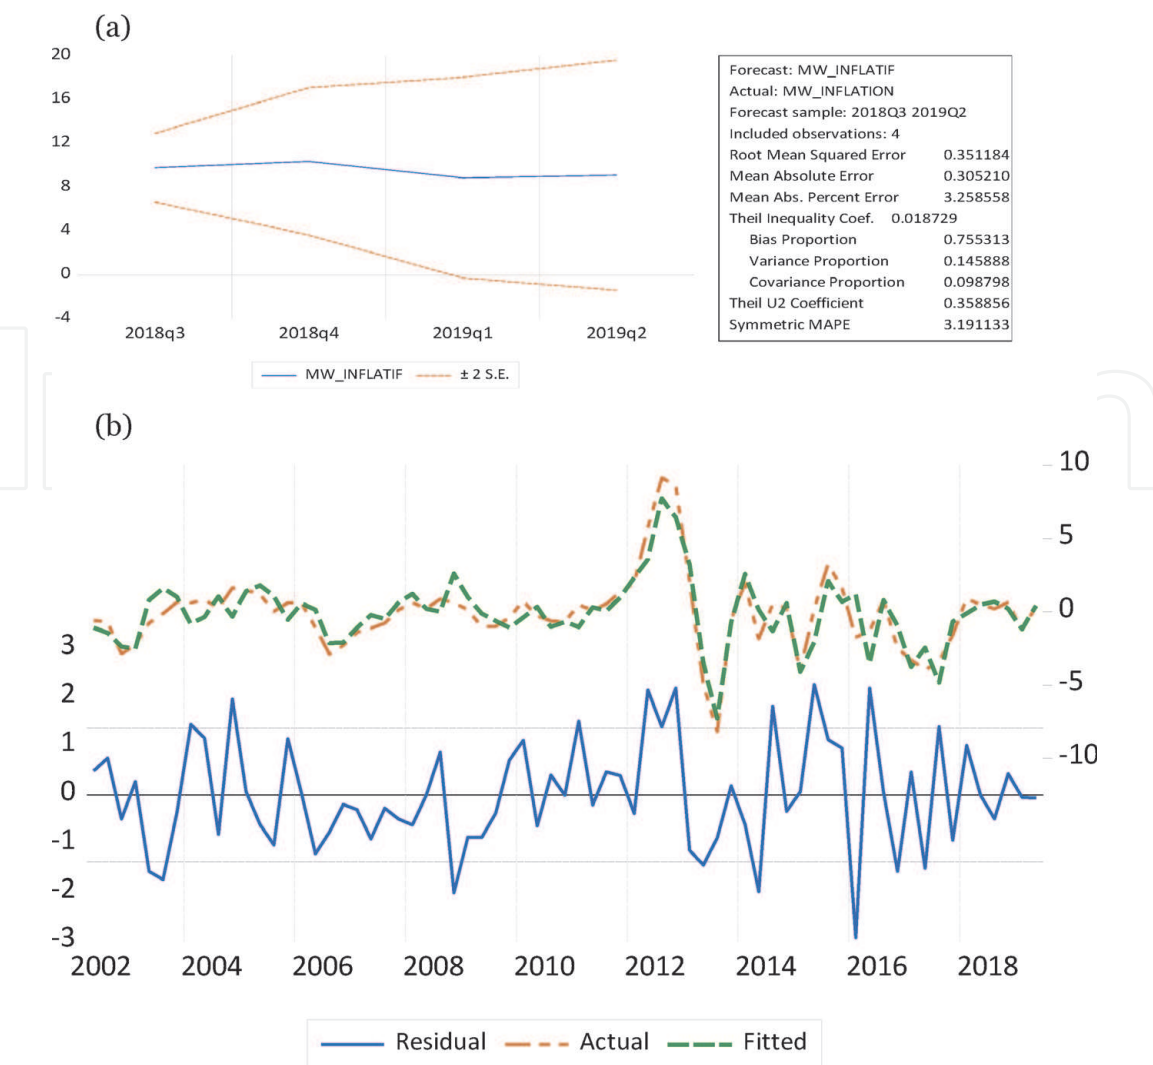 (a)
20
16
12
8
4
0
-4
2018q3 2018q4 2019q1 2019q2
MW_INFLATIF ± 2 S.E.
Forecast: MW_INFLATIF
Actual: MW_INFLATION
Forecast sample: 2018Q3 2019Q2
Included observations: 4
Root Mean Squared Error 0.351184
Mean Absolute Error 0.305210
Mean Abs. Percent Error 3.258558
Theil Inequality Coef. 0.018729
Bias Proportion 0.755313
Variance Proportion 0.145888
Covariance Proportion 0.098798
Theil U2 Coefficient 0.358856
Symmetric MAPE 3.191133
(b)
10
5
0
-5
-10
3
2
1
0
-1
-2
-3
2002 2004 2006 2008 2010 2012 2014 2016 2018
Residual Actual Fitted